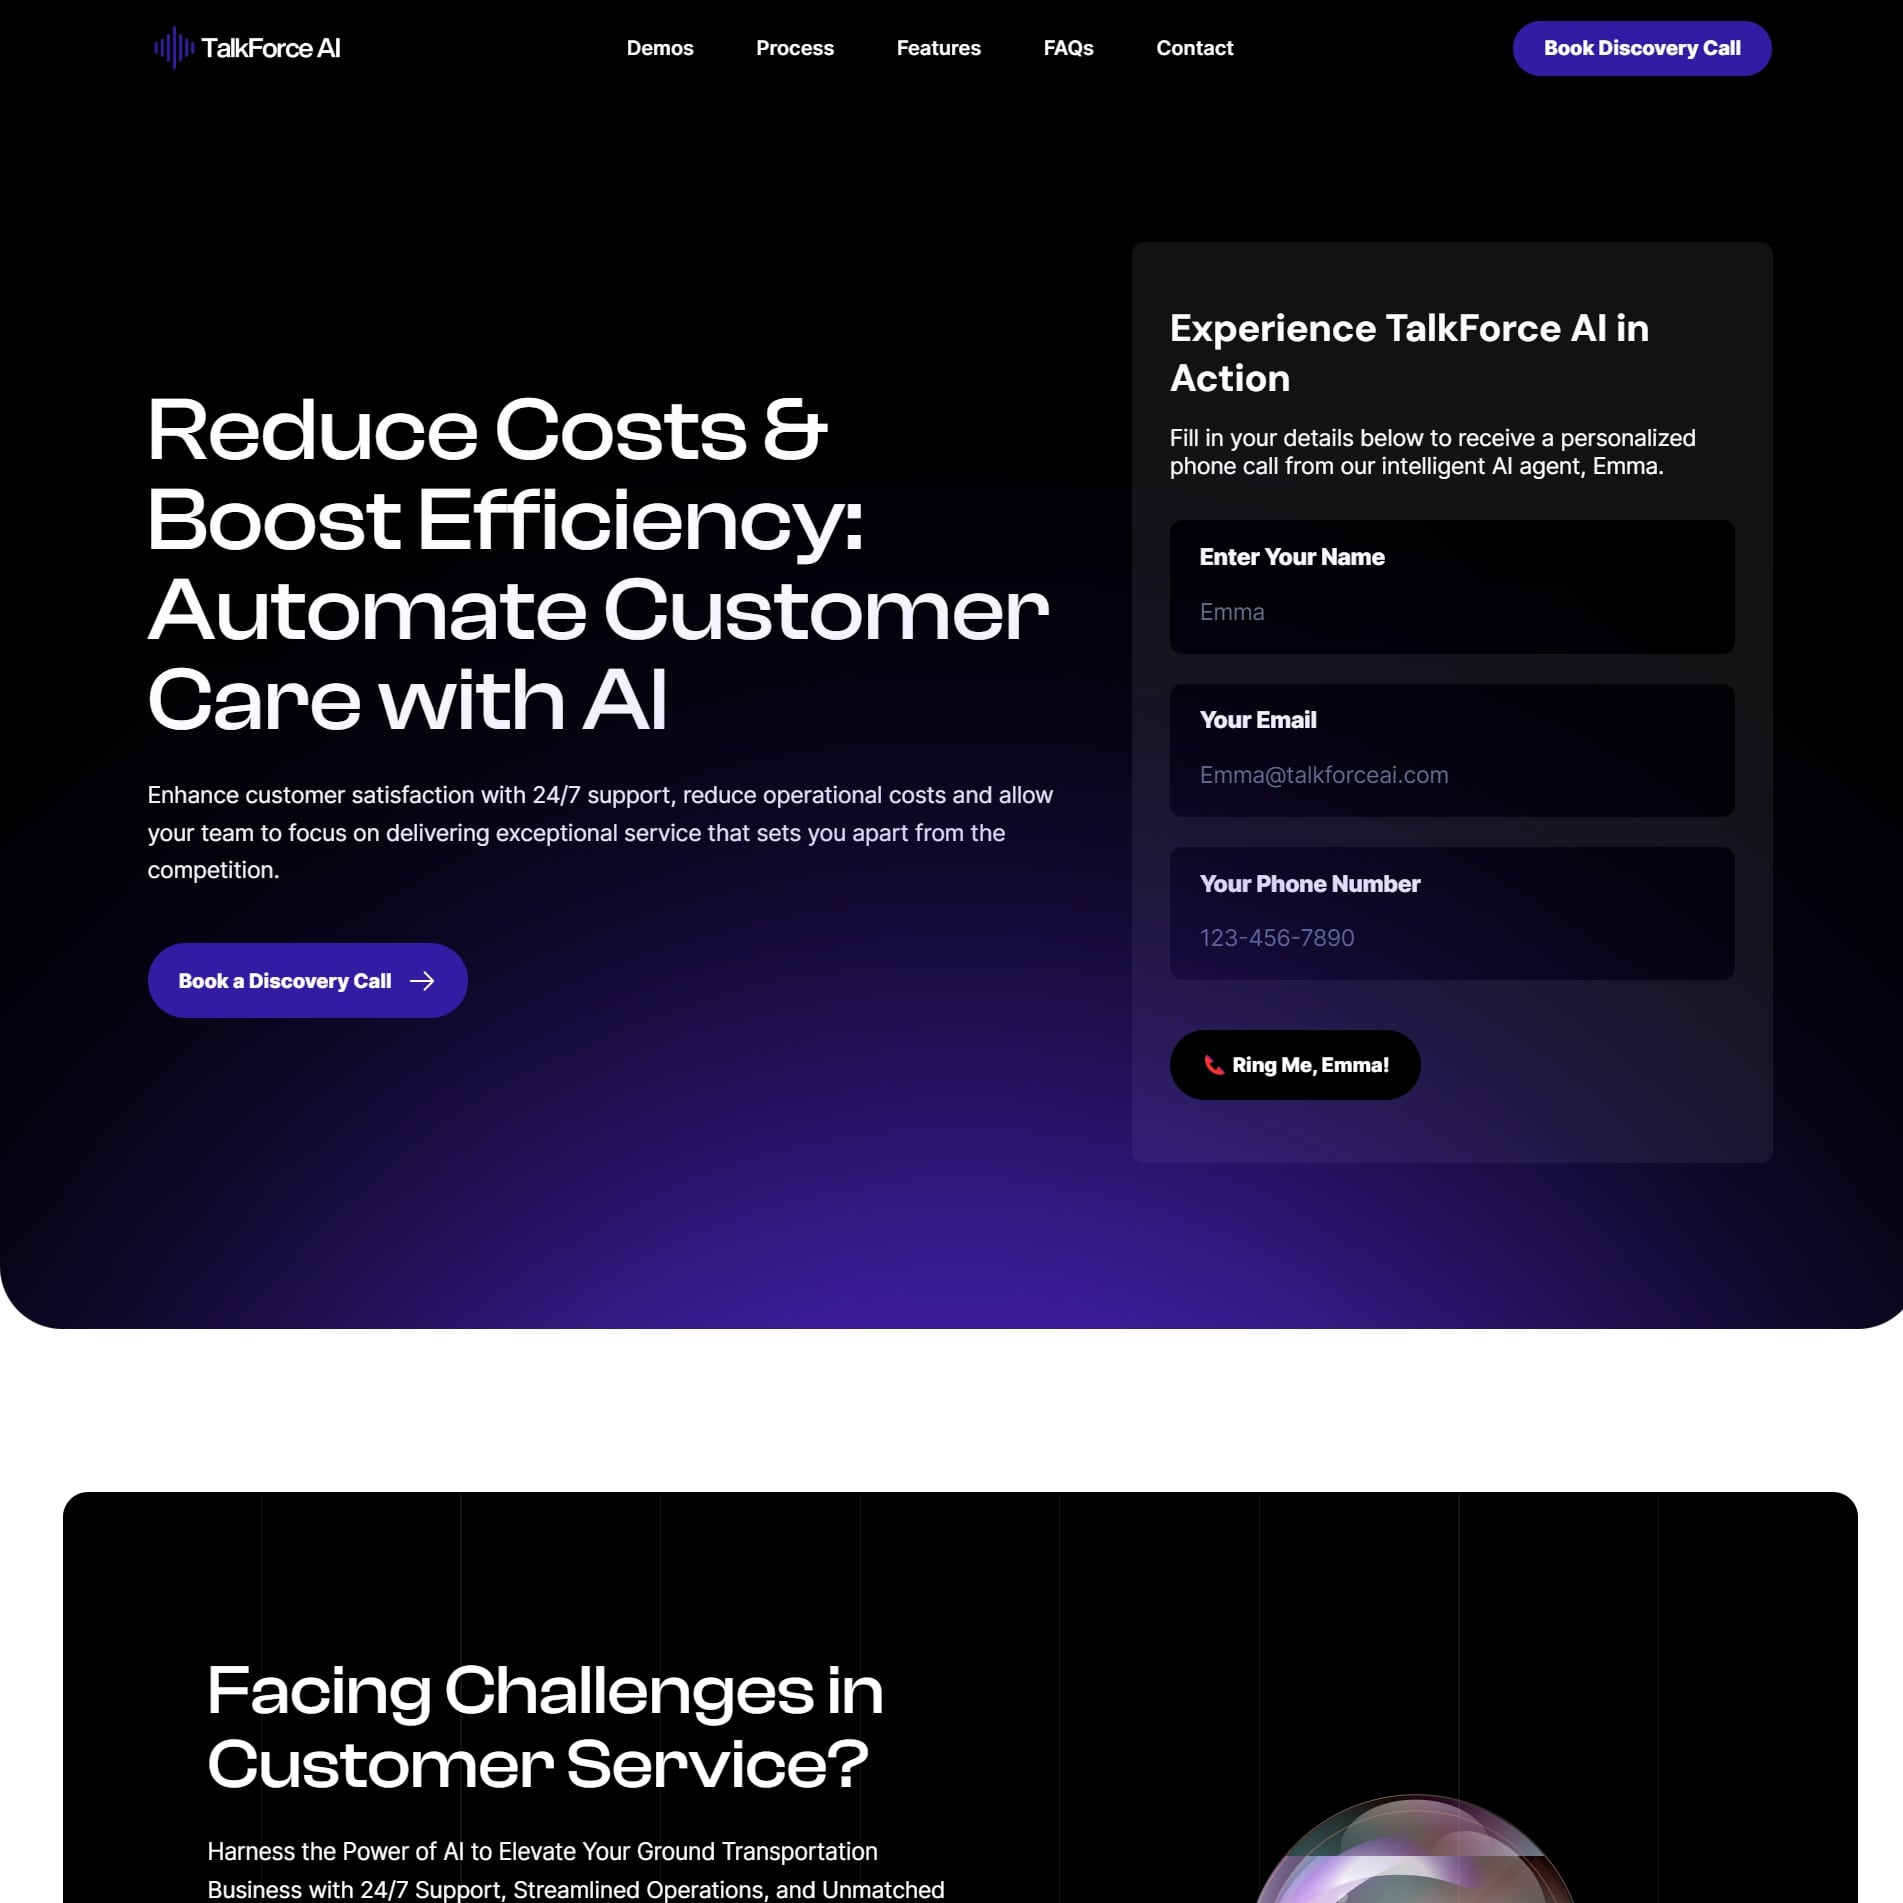 TalkForce AI
Demos
Process
Features
FAQs
Contact
Book Discovery Call
Reduce Costs &
Boost Efficiency:
Automate Customer
Care with AI
Enhance customer satisfaction with 24/7 support, reduce operational costs and allow
your team to focus on delivering exceptional service that sets you apart from the
competition.
Book a Discovery Call
Experience TalkForce AI in
Action
Fill in your details below to receive a personalized
phone call from our intelligent AI agent, Emma.
Enter Your Name
Emma
Your Email
Emma@talkforceai.com
Your Phone Number
123-456-7890
Ring Me, Emma!
Facing Challenges in
Customer Service?
Harness the Power of AI to Elevate Your Ground Transportation
Business with 24/7 Support, Streamlined Operations, and Unmatched